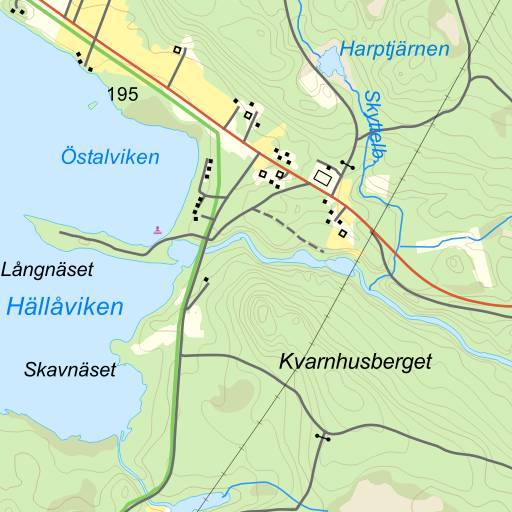 Harptjärnen
195
Skyttelb.
Östalviken
Långnäset
Hällåviken
Skavnäset
Kvarnhusberget